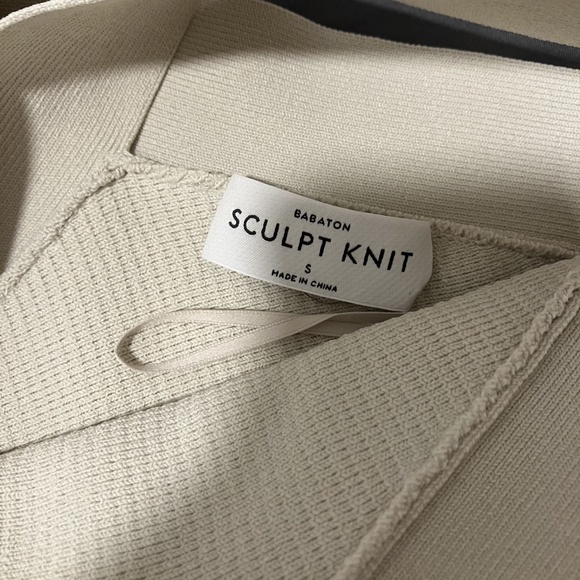 BABATON
SCULPT KNIT
S
MADE IN CHINA